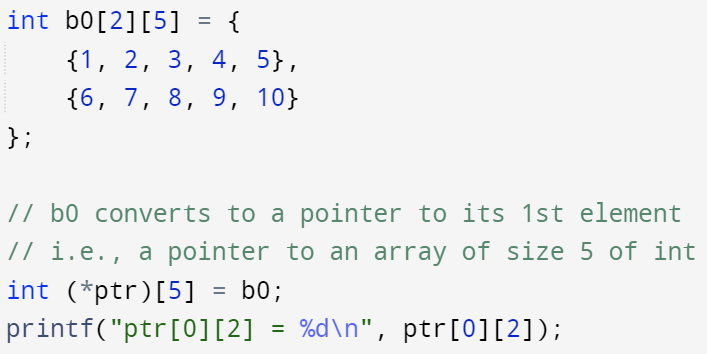 int b0[2][5] = {
    {1, 2, 3, 4, 5},
    {6, 7, 8, 9, 10}
};

// b0 converts to a pointer to its 1st element
// i.e., a pointer to an array of size 5 of int
int (*ptr)[5] = b0;
printf("ptr[0][2] = %d\n", ptr[0][2]);